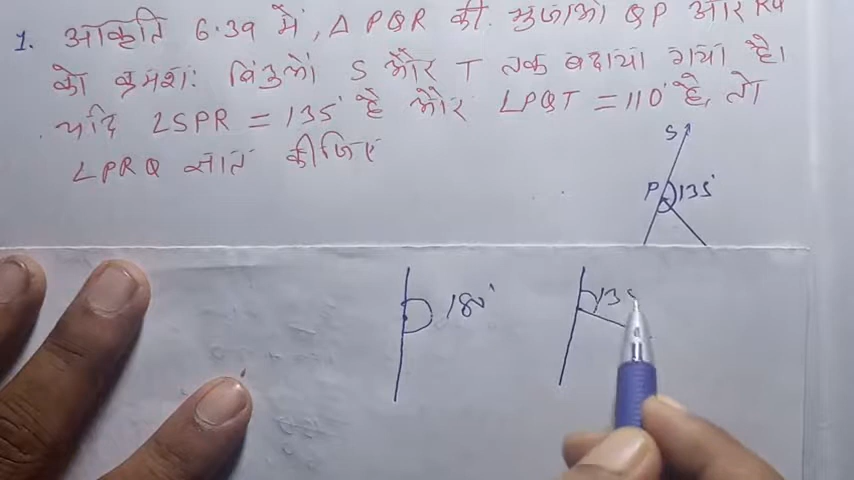 1. आकृति 6.39 में, Δ PQR की भुजाओं QP और RQ
को क्रमशः बिंदुओं S और T तक बढ़ाया गया है।
यदि ∠SPR = 135° है और ∠PQT = 110° है, तो
∠PRQ ज्ञात कीजिए
S
P 135°
180° 135